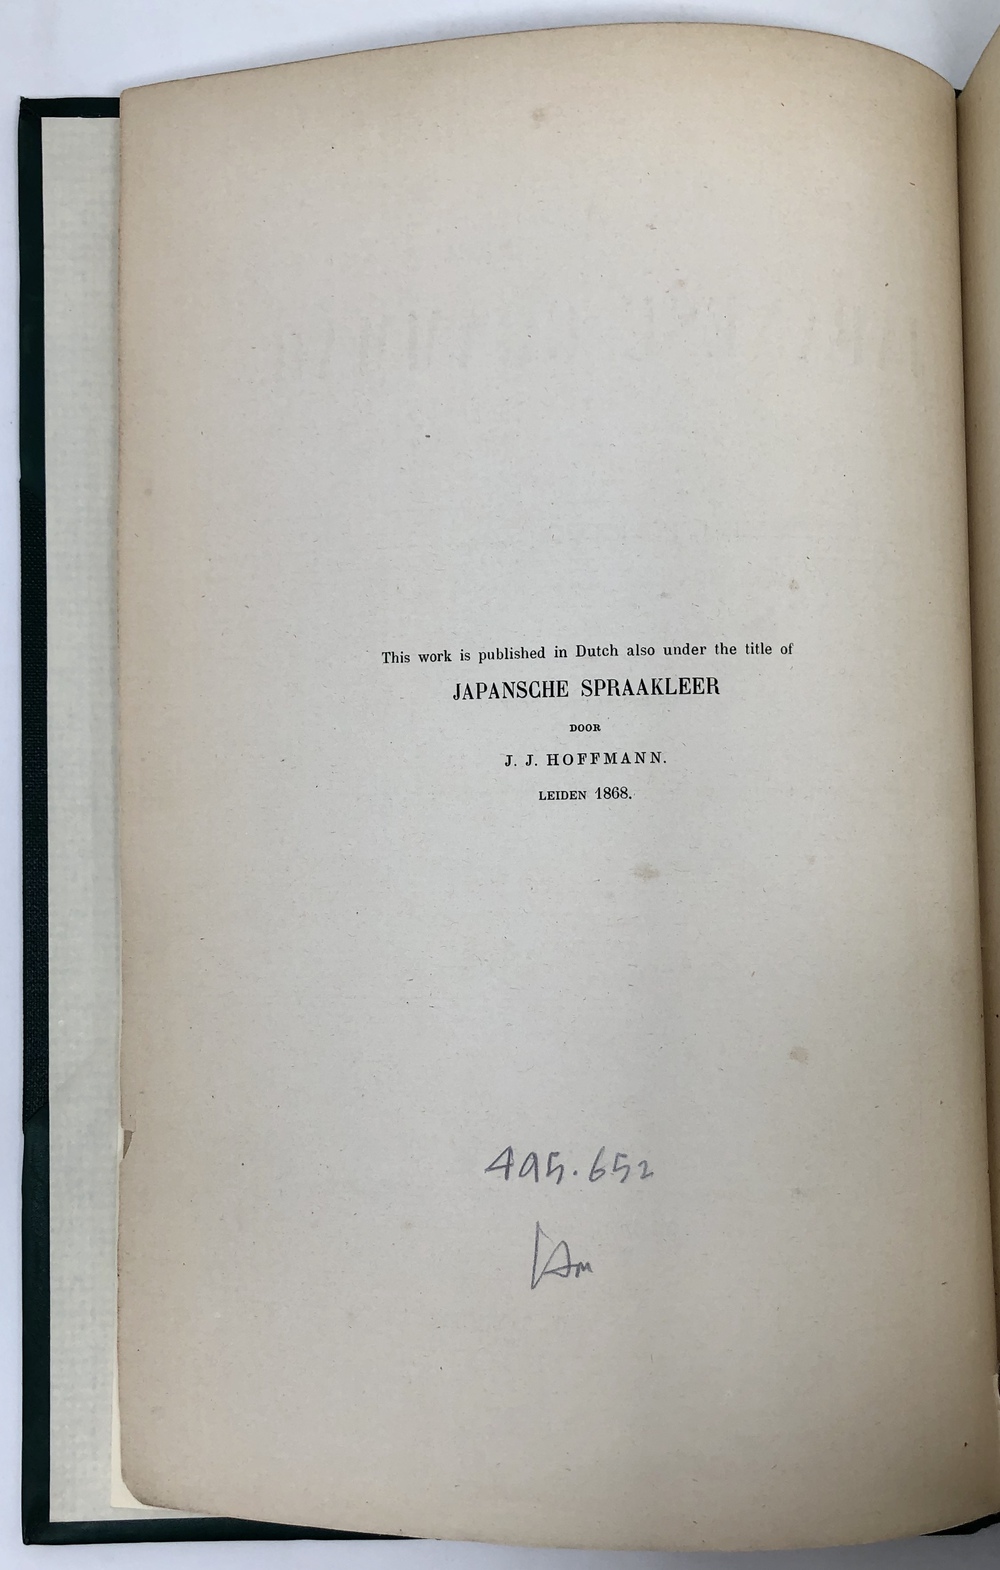 This work is published in Dutch also under the title of
JAPANSCHE SPRAAKLEER
DOOR
J. J. HOFFMANN.
LEIDEN 1868.
495.652